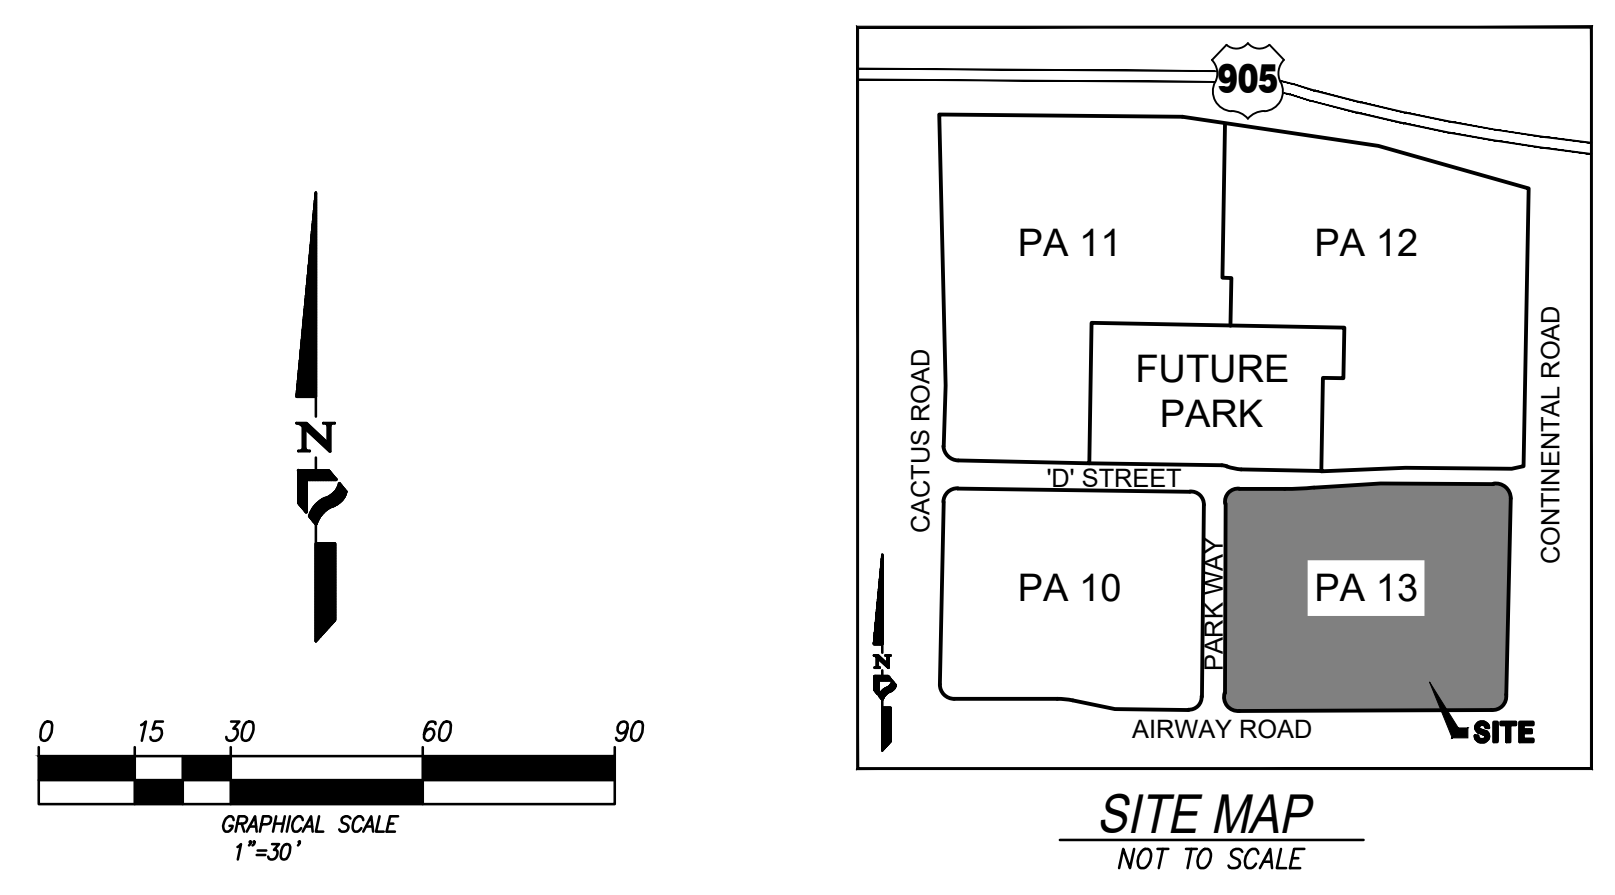 905
PA 11
PA 12
FUTURE
PARK
CACTUS ROAD
CONTINENTAL ROAD
'D' STREET
PA 10
PARK WAY
PA 13
N
AIRWAY ROAD
SITE
SITE MAP
NOT TO SCALE
N
0 15 30 60 90
GRAPHICAL SCALE
1"=30'